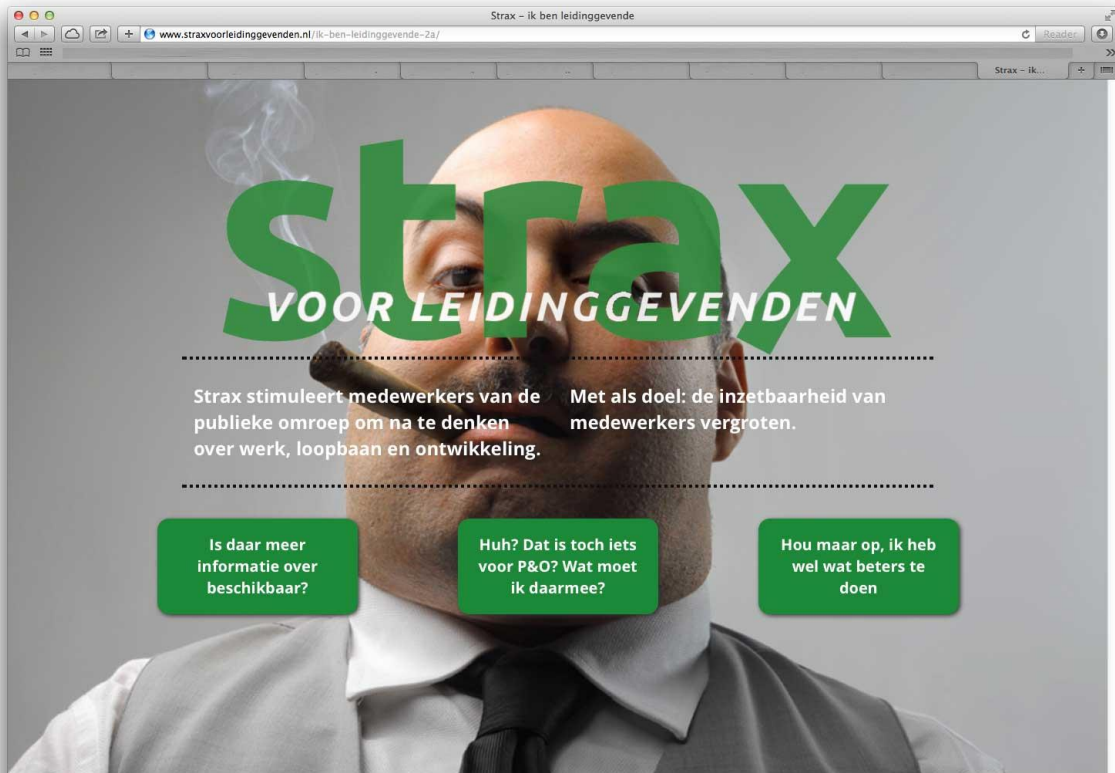 Strax – ik ben leidinggevende
www.straxvoorleidinggevenden.nl/ik-ben-leidinggevende-2a/
Reader
Strax – ik...
strax
VOOR LEIDINGGEVENDEN
Strax stimuleert medewerkers van de
publieke omroep om na te denken
over werk, loopbaan en ontwikkeling.
Met als doel: de inzetbaarheid van
medewerkers vergroten.
Is daar meer
informatie over
beschikbaar?
Huh? Dat is toch iets
voor P&O? Wat moet
ik daarmee?
Hou maar op, ik heb
wel wat beters te
doen